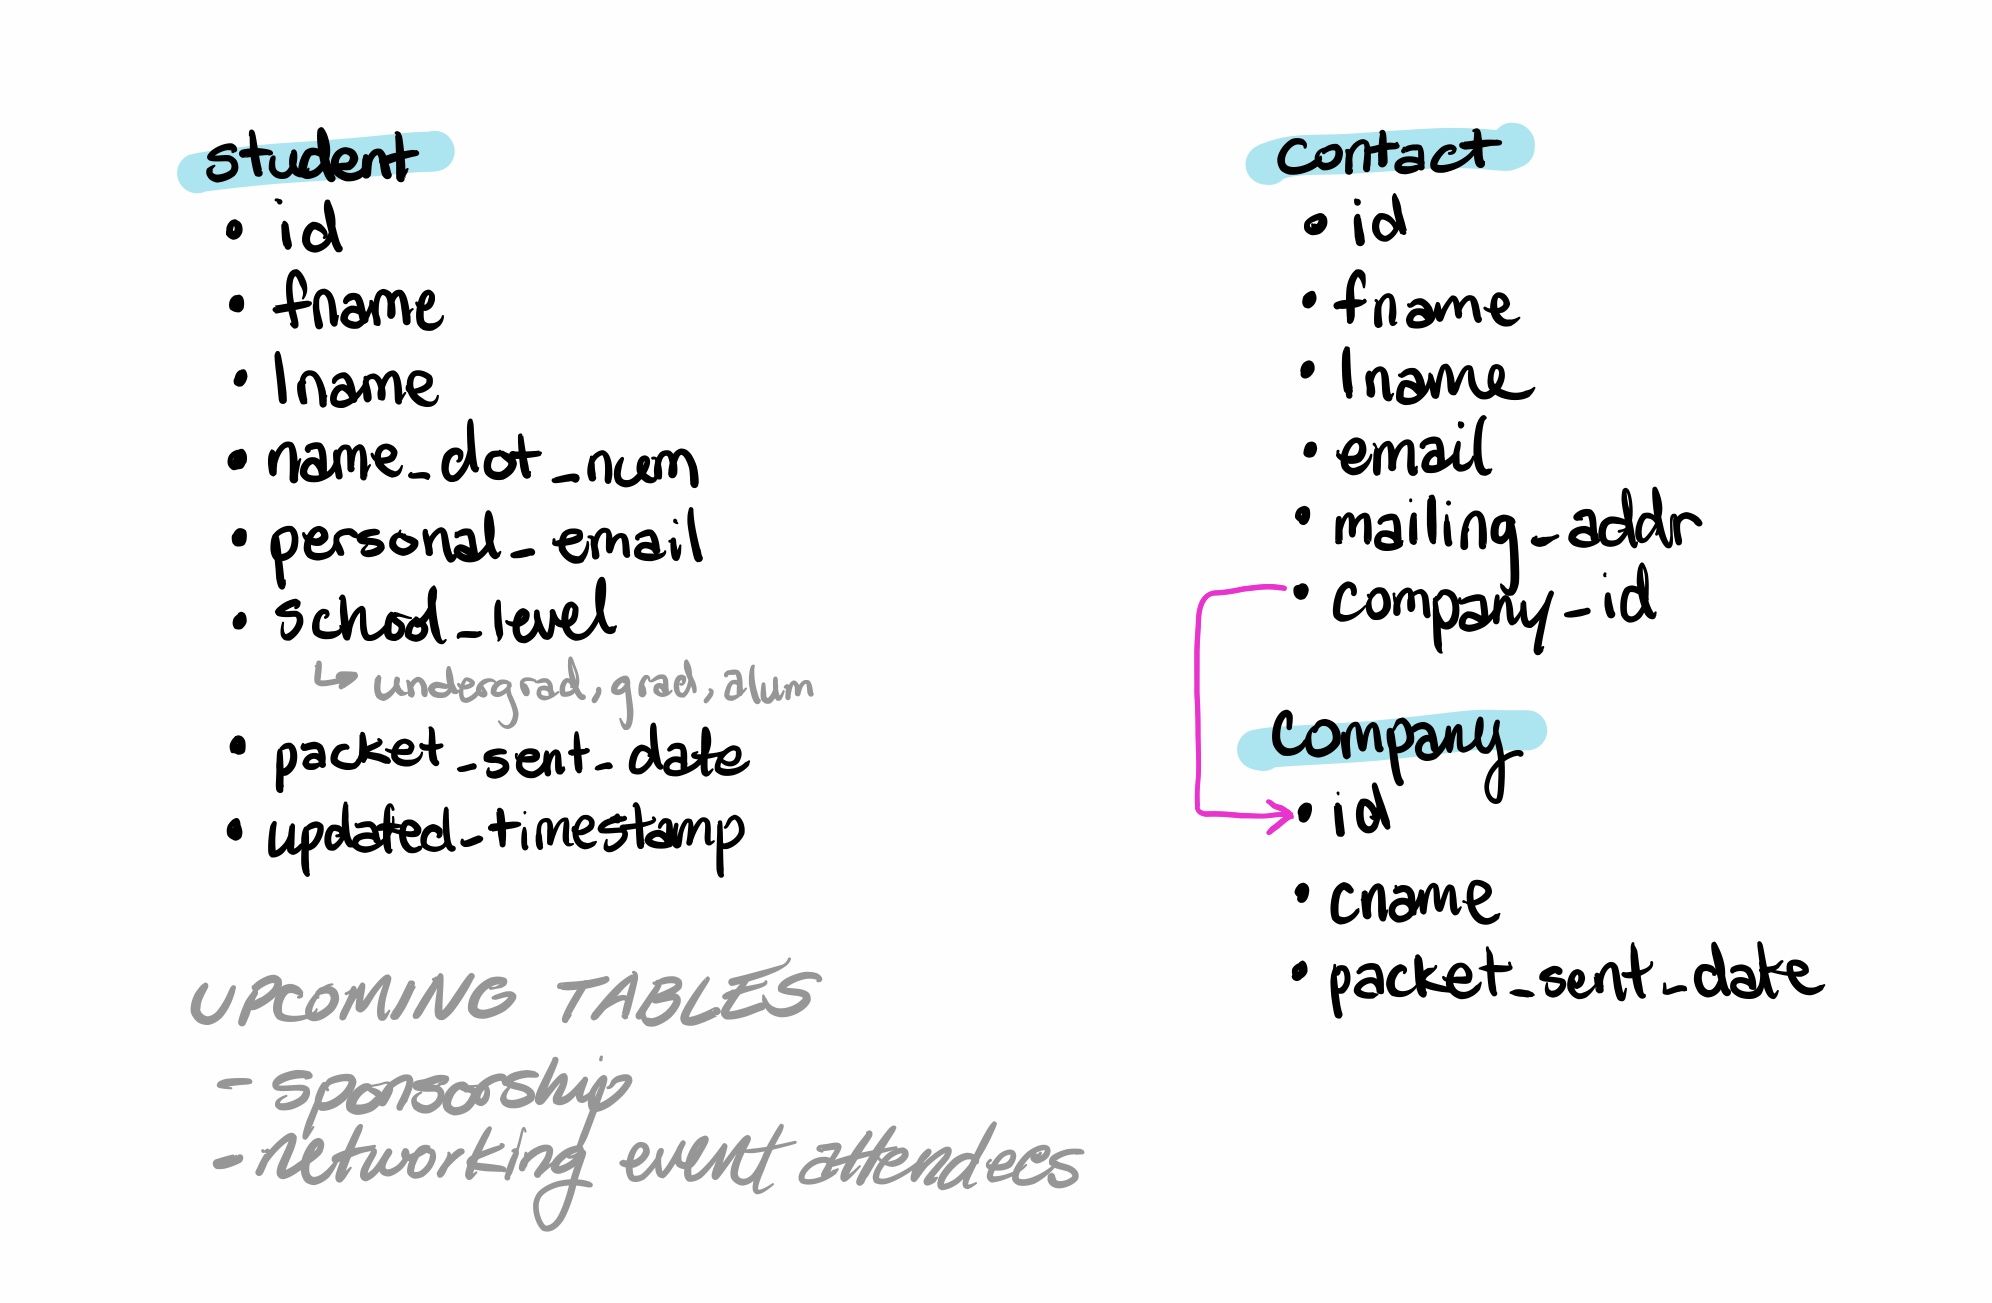 student
• id
• fname
• lname
• name_dot_num
• personal_email
• school_level
↳ undergrad, grad, alum
• packet_sent_date
• updated_timestamp
UPCOMING TABLES
- sponsorship
- networking event attendees
contact
• id
• fname
• lname
• email
• mailing_addr
• company_id
company
• id
• cname
• packet_sent_date